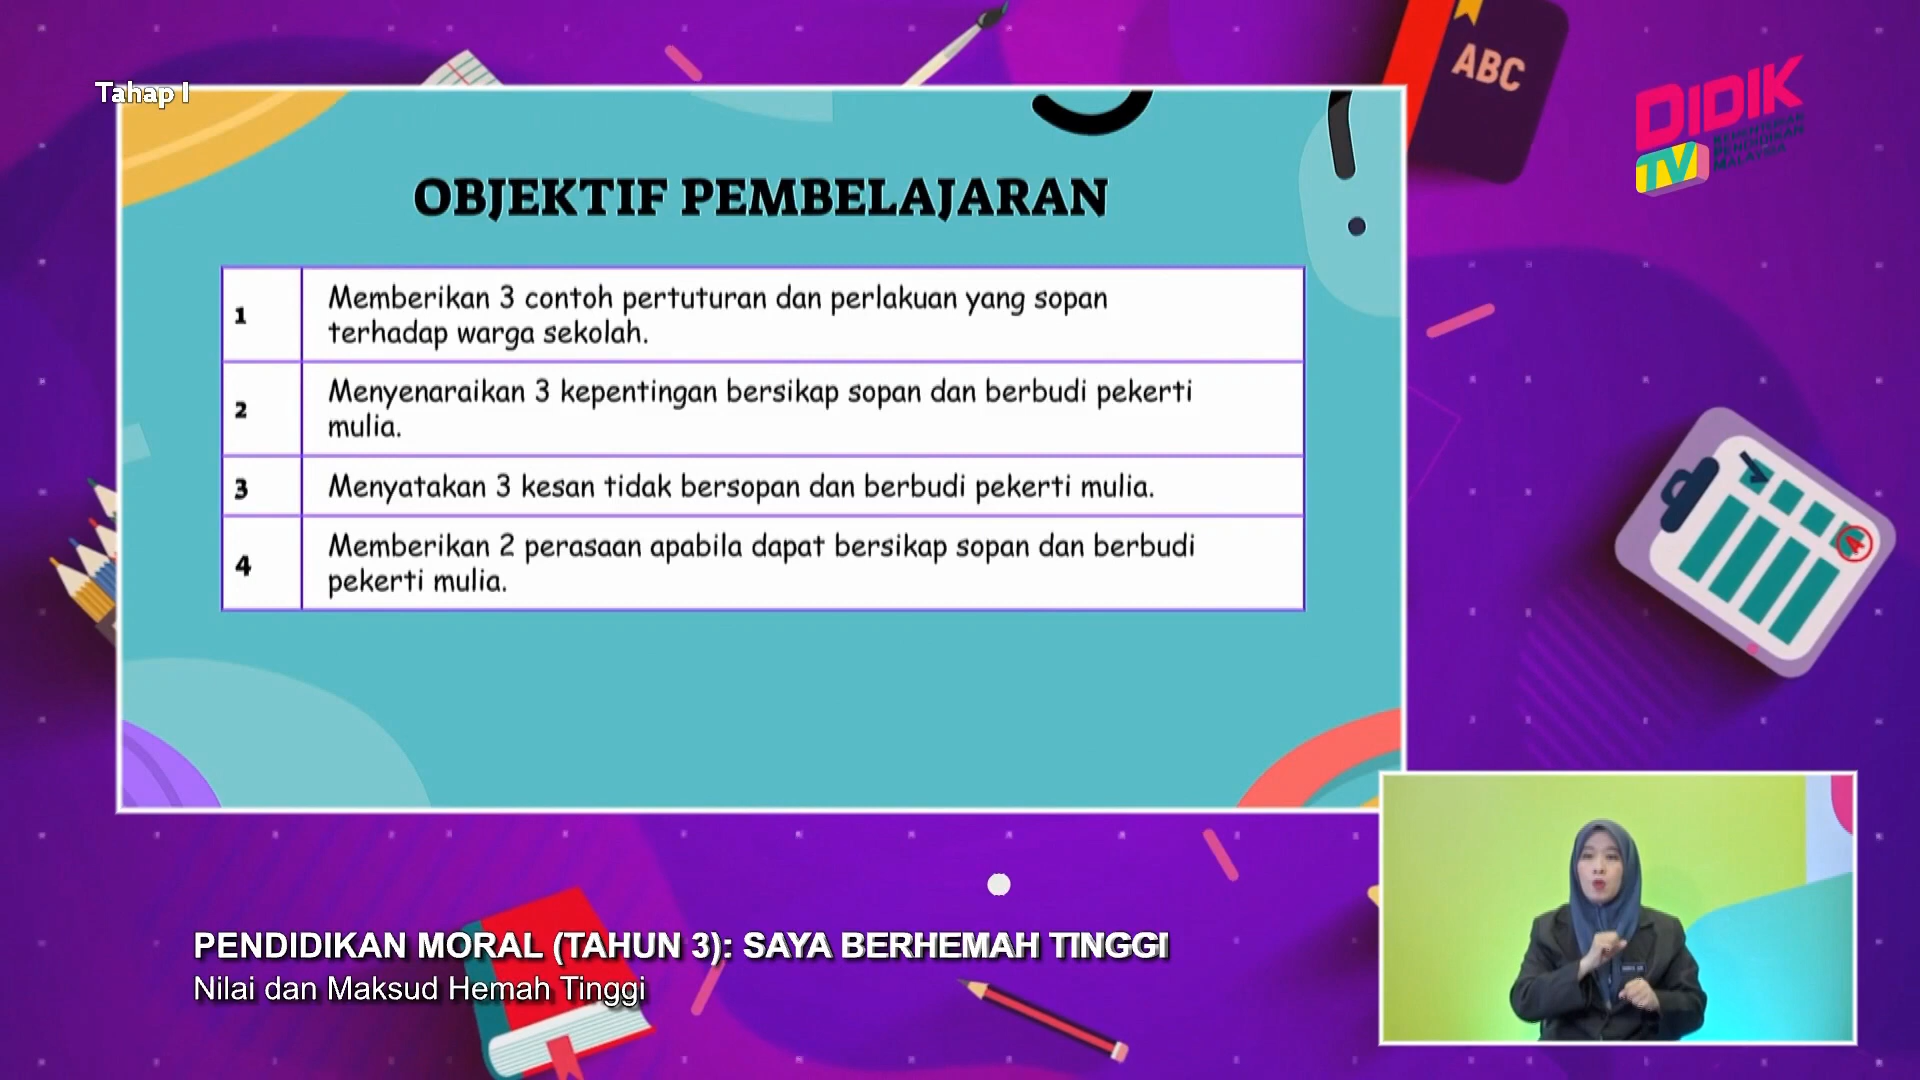 Tahap I
ABC
DIDIK
TV
KEMENTERIAN
PENDIDIKAN
MALAYSIA
OBJEKTIF PEMBELAJARAN
1
Memberikan 3 contoh pertuturan dan perlakuan yang sopan
terhadap warga sekolah.
2
Menyenaraikan 3 kepentingan bersikap sopan dan berbudi pekerti
mulia.
3
Menyatakan 3 kesan tidak bersopan dan berbudi pekerti mulia.
4
Memberikan 2 perasaan apabila dapat bersikap sopan dan berbudi
pekerti mulia.
A
PENDIDIKAN MORAL (TAHUN 3): SAYA BERHEMAH TINGGI
Nilai dan Maksud Hemah Tinggi